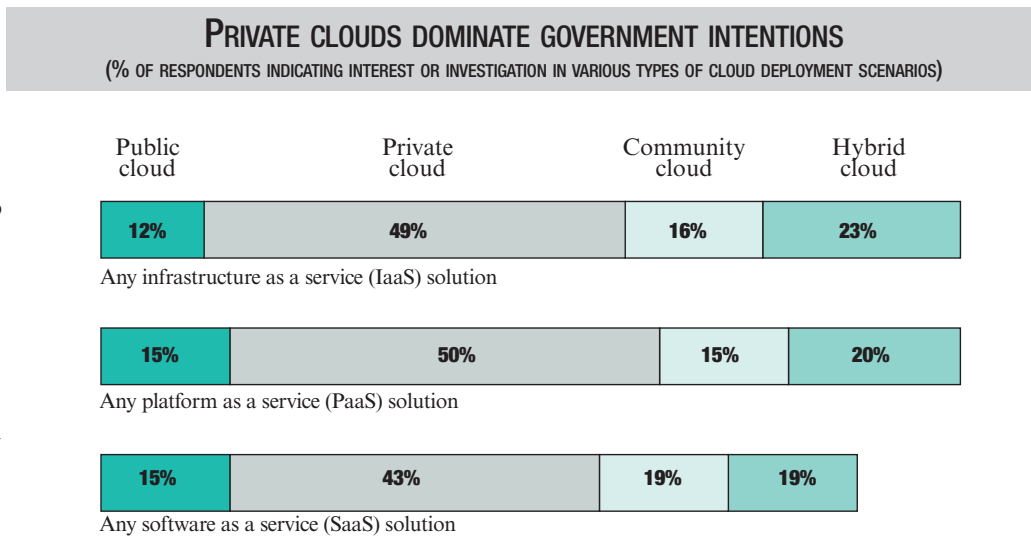 PRIVATE CLOUDS DOMINATE GOVERNMENT INTENTIONS
(% OF RESPONDENTS INDICATING INTEREST OR INVESTIGATION IN VARIOUS TYPES OF CLOUD DEPLOYMENT SCENARIOS)
Public cloud
Private cloud
Community cloud
Hybrid cloud
12% 49% 16% 23%
Any infrastructure as a service (IaaS) solution
15% 50% 15% 20%
Any platform as a service (PaaS) solution
15% 43% 19% 19%
Any software as a service (SaaS) solution